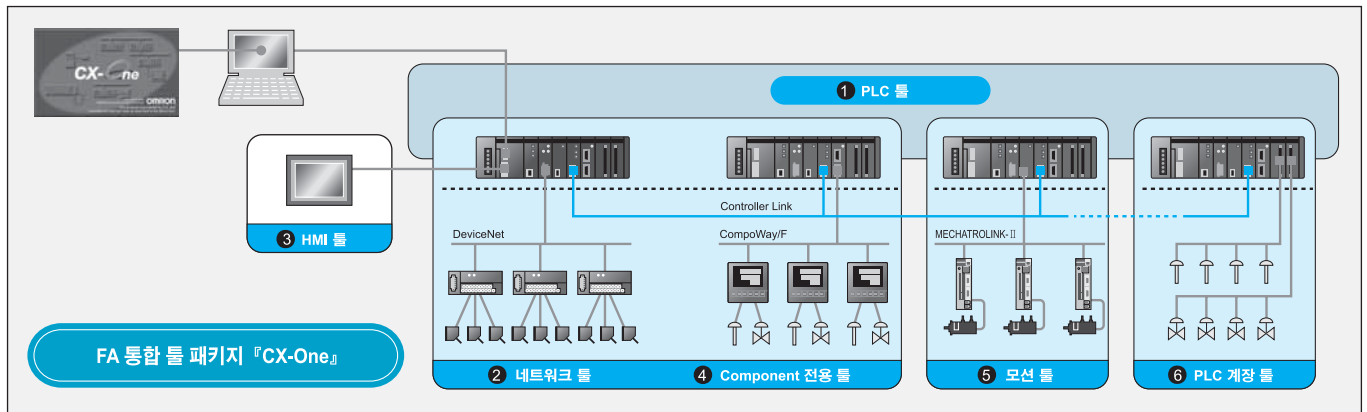 CX-One
OMRON
❶ PLC 툴
Controller Link
DeviceNet
CompoWay/F
MECHATROLINK-Ⅱ
❸ HMI 툴
FA 통합 툴 패키지『CX-One』
❷ 네트워크 툴
❹ Component 전용 툴
❺ 모션 툴
❻ PLC 계장 툴